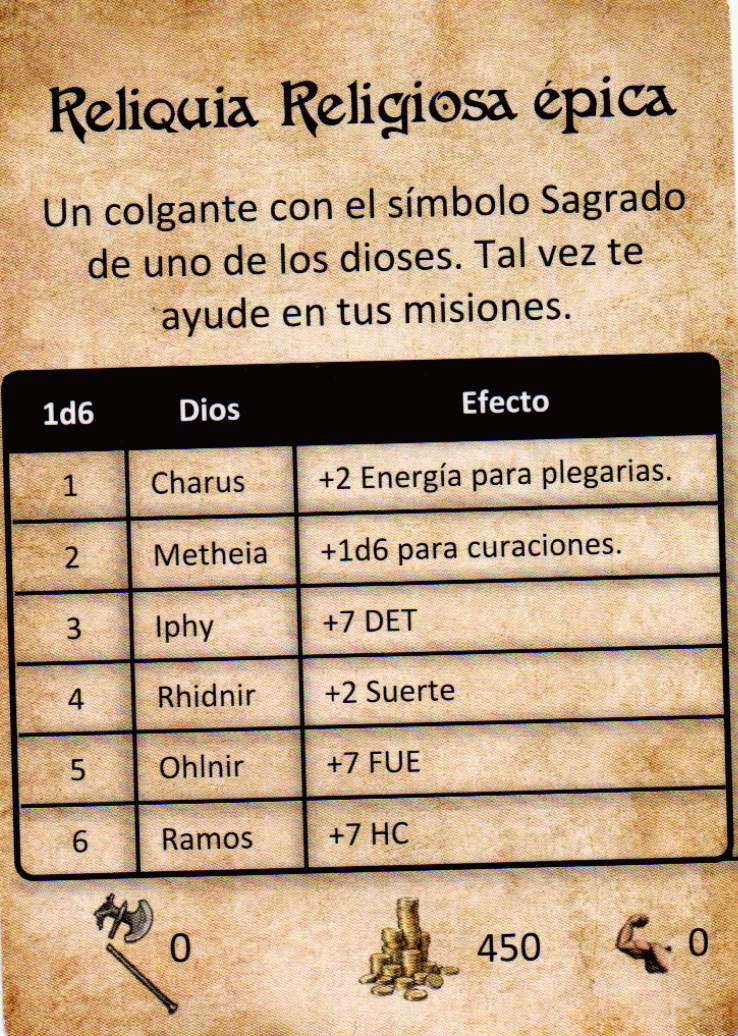 Reliquia Religiosa épica
Un colgante con el símbolo Sagrado
de uno de los dioses. Tal vez te
ayude en tus misiones.
1d6 Dios Efecto
1 Charus +2 Energía para plegarias.
2 Metheia +1d6 para curaciones.
3 Iphy +7 DET
4 Rhidnir +2 Suerte
5 Ohlnir +7 FUE
6 Ramos +7 HC
0 450 0